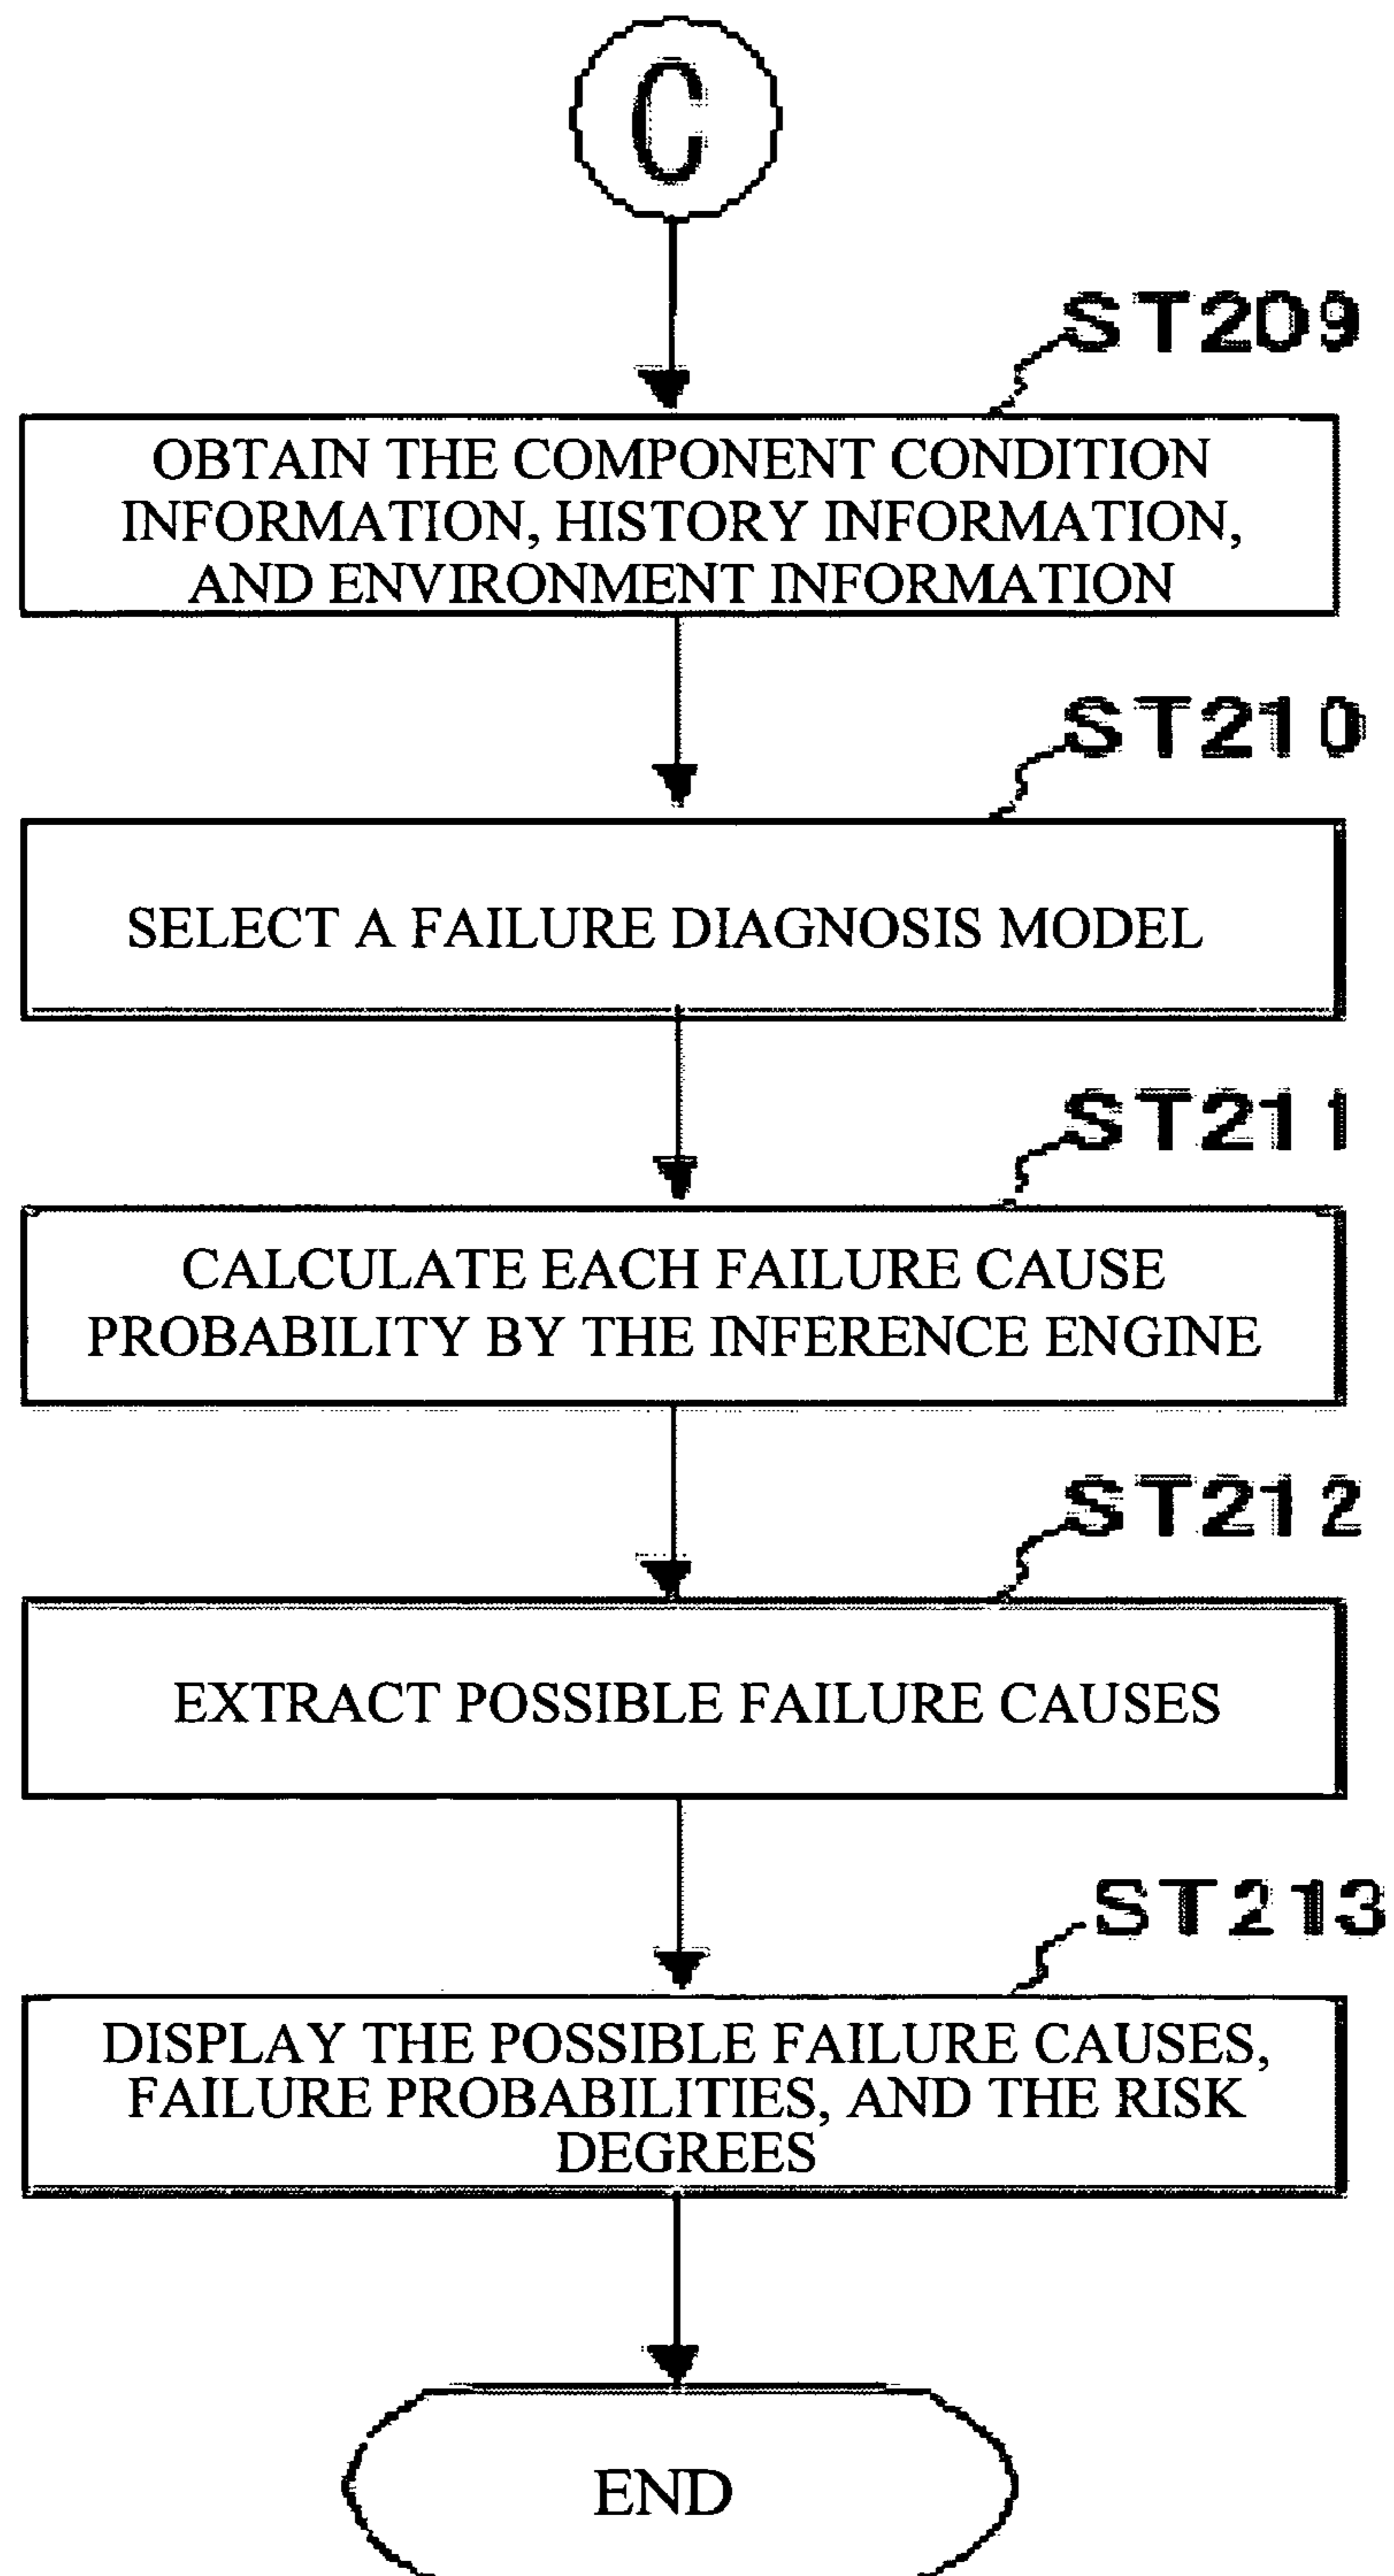 C
ST209
OBTAIN THE COMPONENT CONDITION
INFORMATION, HISTORY INFORMATION,
AND ENVIRONMENT INFORMATION
ST210
SELECT A FAILURE DIAGNOSIS MODEL
ST211
CALCULATE EACH FAILURE CAUSE
PROBABILITY BY THE INFERENCE ENGINE
ST212
EXTRACT POSSIBLE FAILURE CAUSES
ST213
DISPLAY THE POSSIBLE FAILURE CAUSES,
FAILURE PROBABILITIES, AND THE RISK
DEGREES
END